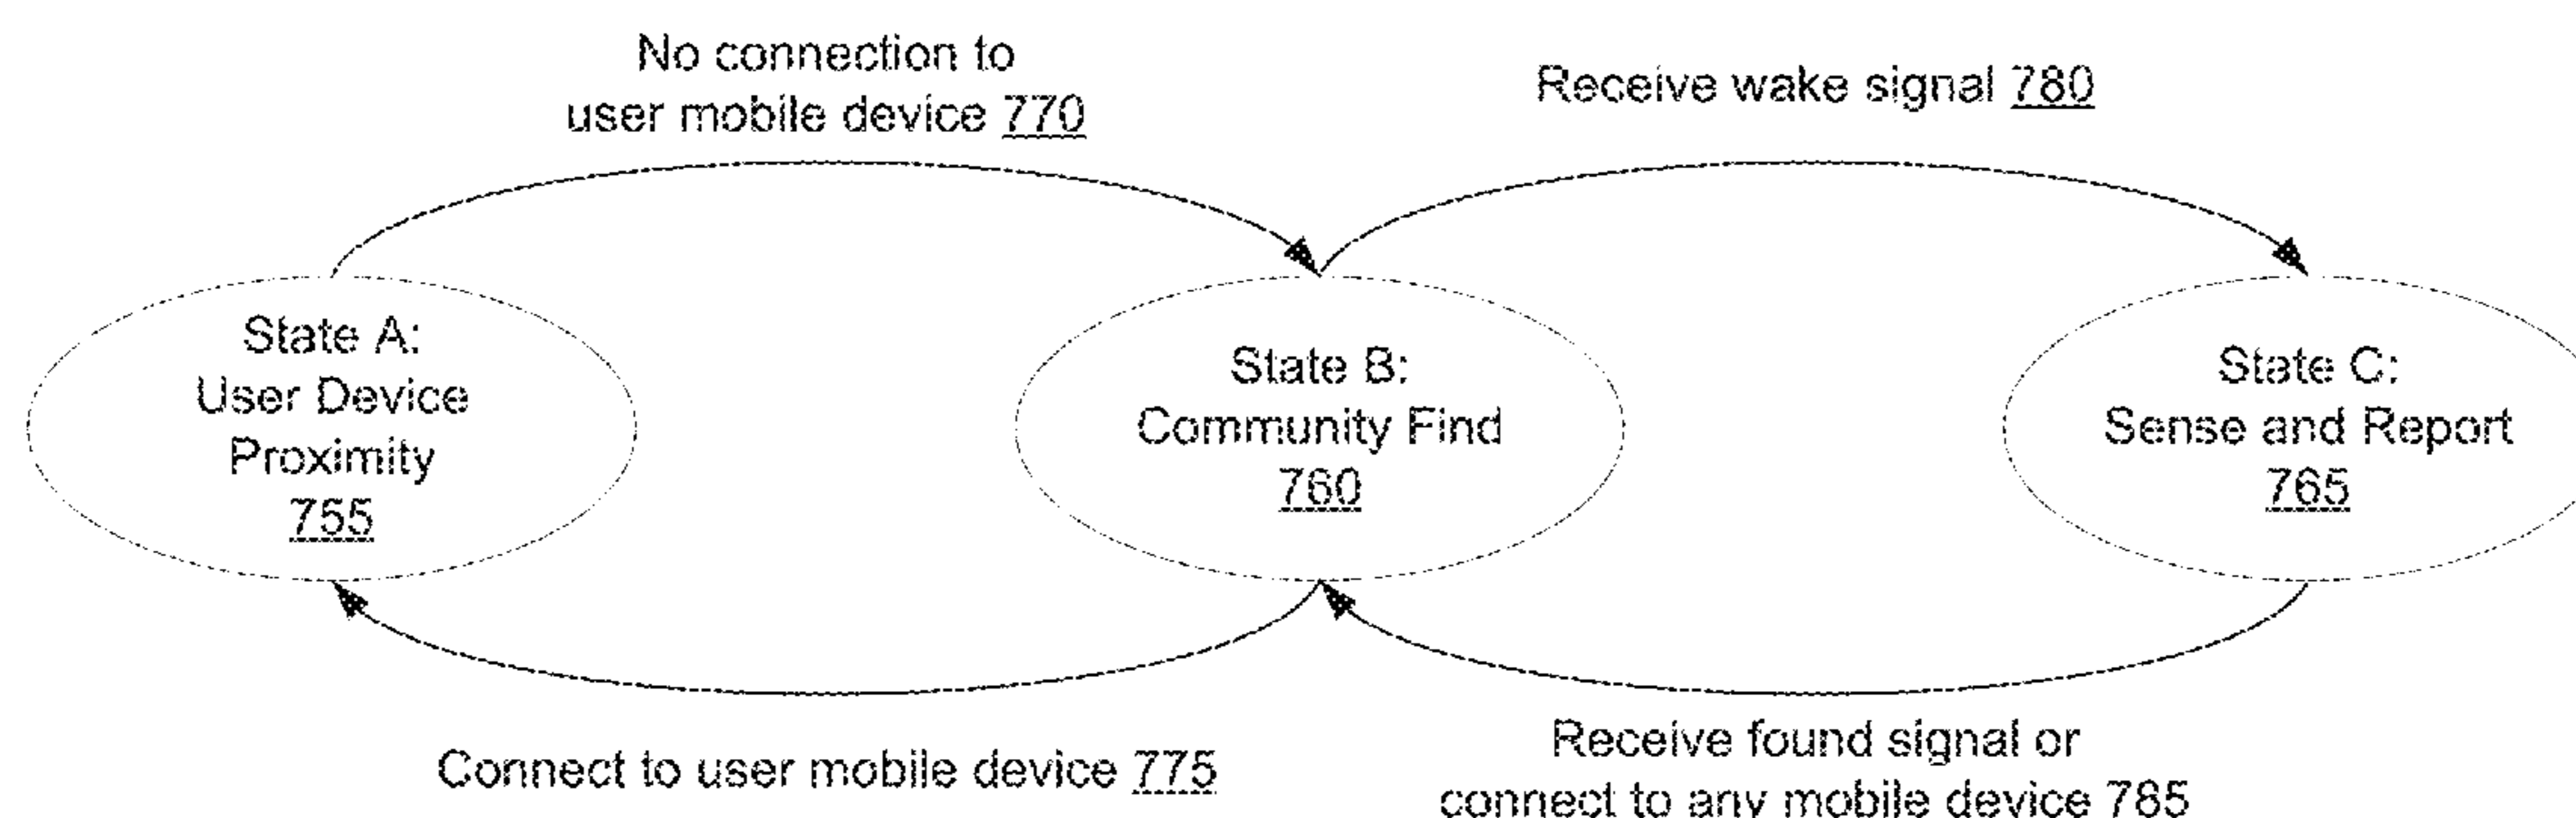 No connection to
user mobile device 770
Receive wake signal 780
State A:
User Device
Proximity
755
State B:
Community Find
760
State C:
Sense and Report
765
Connect to user mobile device 775
Receive found signal or
connect to any mobile device 785